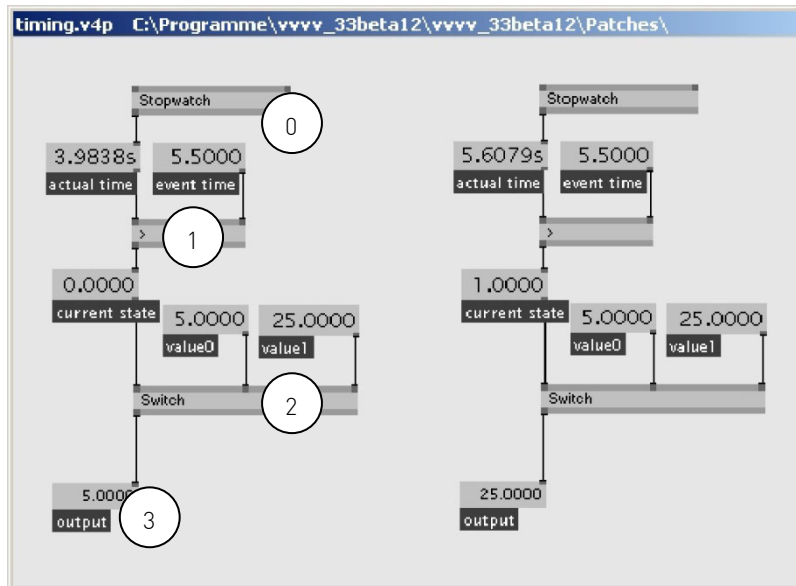 timing.v4p C:\Programme\vvvv_33beta12\vvvv_33beta12\Patches\
Stopwatch
0
3.9838s
5.5000
actual time
event time
>
1
0.0000
current state
5.0000
25.0000
value0
value1
Switch
2
5.0000
output
3
Stopwatch
5.6079s
5.5000
actual time
event time
>
1.0000
current state
5.0000
25.0000
value0
value1
Switch
25.0000
output